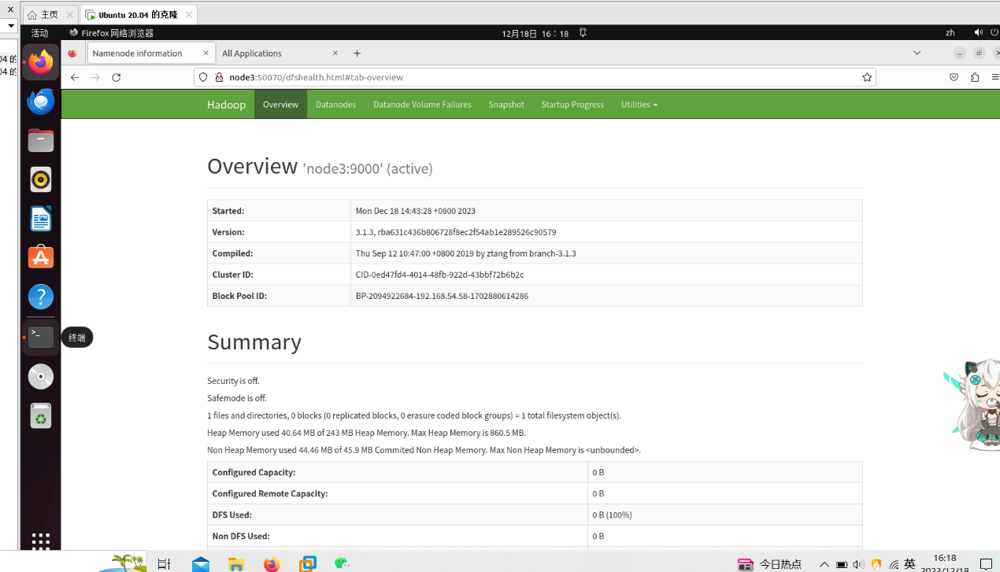 x
主页
Ubuntu 20.04 的克隆
04 的
04 的
活动
Firefox 网络浏览器
12月18日 16：18
zh
Namenode information
All Applications
node3:50070/dfshealth.html#tab-overview
Hadoop
Overview
Datanodes
Datanode Volume Failures
Snapshot
Startup Progress
Utilities
Overview 'node3:9000' (active)
Started: Mon Dec 18 14:43:28 +0800 2023
Version: 3.1.3, rba631c436b806728f8ec2f54ab1e289526c90579
Compiled: Thu Sep 12 10:47:00 +0800 2019 by ztang from branch-3.1.3
Cluster ID: CID-0ed47fd4-4014-48fb-922d-43bbf72b6b2c
Block Pool ID: BP-2094922684-192.168.54.58-1702880614286
终端
Summary
Security is off.
Safemode is off.
1 files and directories, 0 blocks (0 replicated blocks, 0 erasure coded block groups) = 1 total filesystem object(s).
Heap Memory used 40.64 MB of 243 MB Heap Memory. Max Heap Memory is 860.5 MB.
Non Heap Memory used 44.46 MB of 45.9 MB Commited Non Heap Memory. Max Non Heap Memory is <unbounded>.
Configured Capacity: 0 B
Configured Remote Capacity: 0 B
DFS Used: 0 B (100%)
Non DFS Used: 0 B
今日热点
英
16:18
2023/12/18